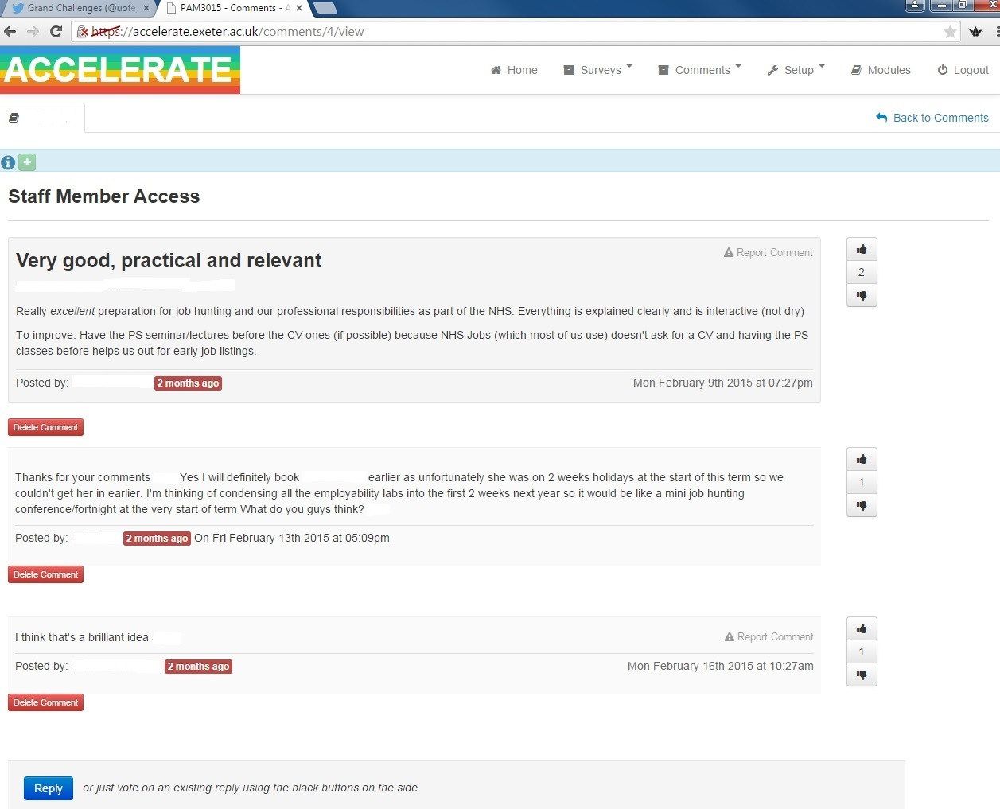 Grand Challenges (@uofe
PAM3015 - Comments - A
https://accelerate.exeter.ac.uk/comments/4/view
ACCELERATE
Home
Surveys
Comments
Setup
Modules
Logout
Back to Comments
Staff Member Access
Very good, practical and relevant
Report Comment
2
Really excellent preparation for job hunting and our professional responsibilities as part of the NHS. Everything is explained clearly and is interactive (not dry)
To improve: Have the PS seminar/lectures before the CV ones (if possible) because NHS Jobs (which most of us use) doesn't ask for a CV and having the PS
classes before helps us out for early job listings.
Posted by: 2 months ago Mon February 9th 2015 at 07:27pm
Delete Comment
Thanks for your comments Yes I will definitely book earlier as unfortunately she was on 2 weeks holidays at the start of this term so we
1
couldn't get her in earlier. I'm thinking of condensing all the employability labs into the first 2 weeks next year so it would be like a mini job hunting
conference/fortnight at the very start of term What do you guys think?
Posted by: 2 months ago On Fri February 13th 2015 at 05:09pm
Delete Comment
I think that's a brilliant idea
Report Comment
1
Posted by: 2 months ago Mon February 16th 2015 at 10:27am
Delete Comment
Reply or just vote on an existing reply using the black buttons on the side.